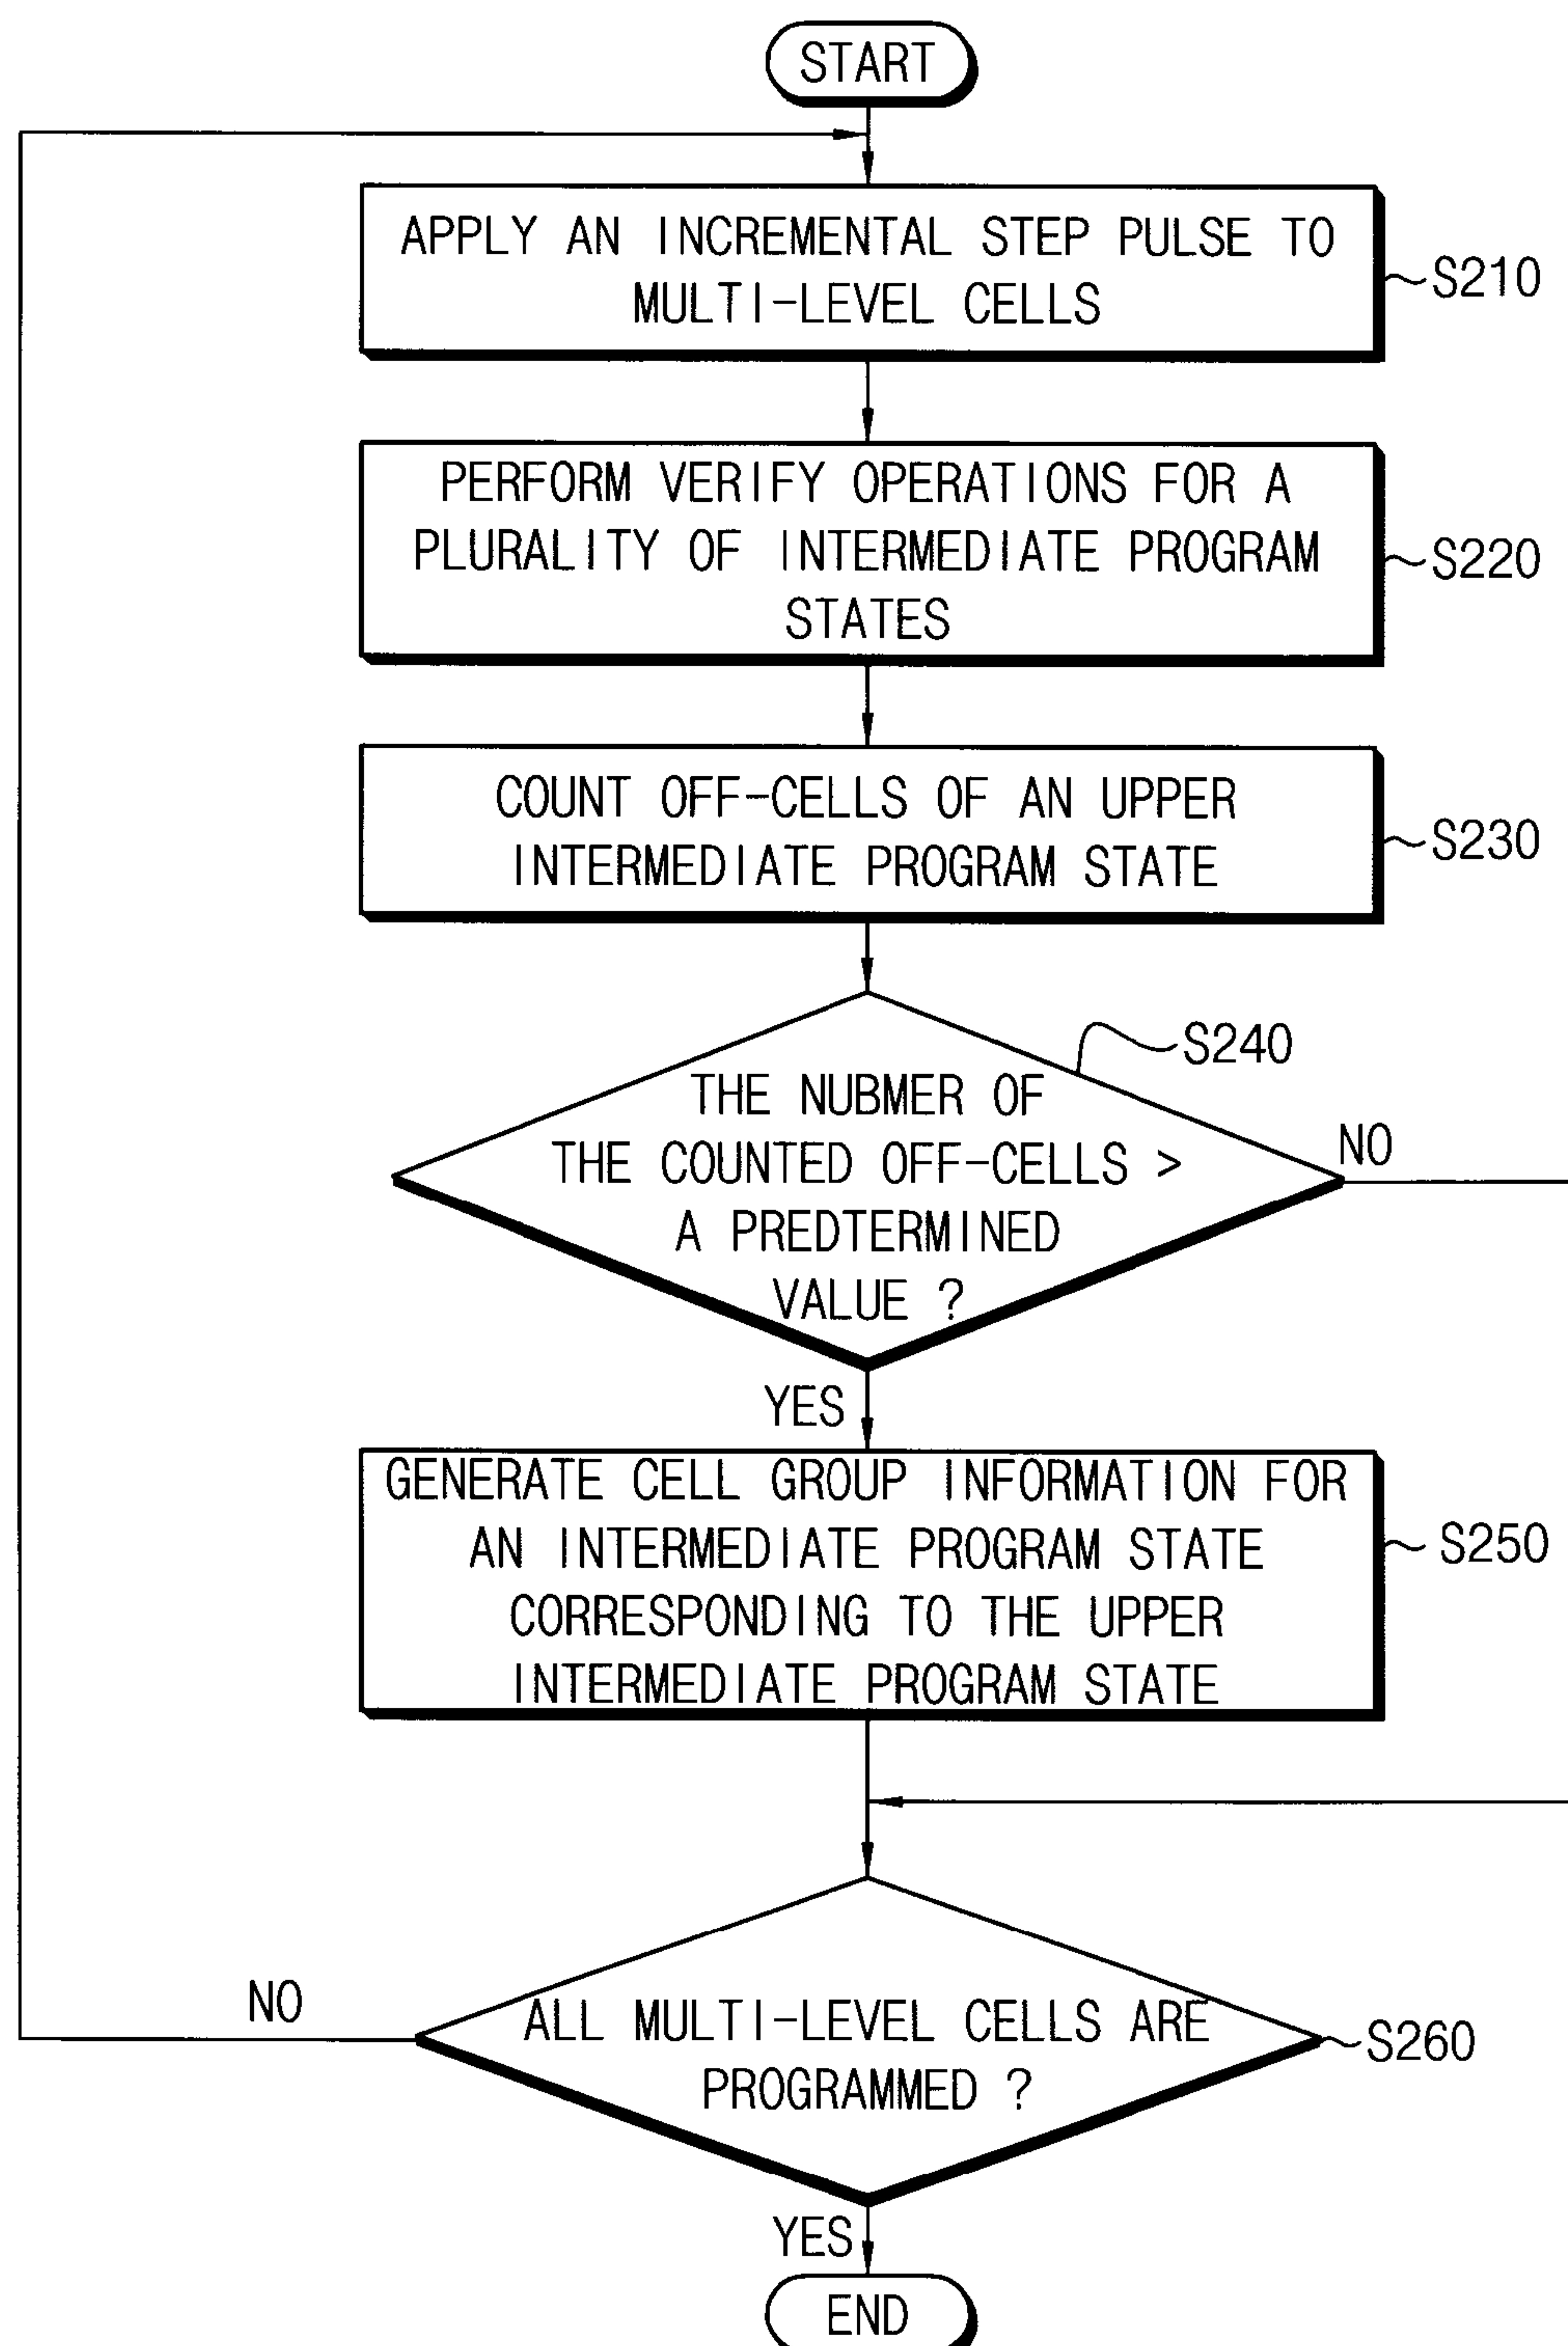 START
APPLY AN INCREMENTAL STEP PULSE TO
MULTI-LEVEL CELLS
S210
PERFORM VERIFY OPERATIONS FOR A
PLURALITY OF INTERMEDIATE PROGRAM
STATES
S220
COUNT OFF-CELLS OF AN UPPER
INTERMEDIATE PROGRAM STATE
S230
S240
THE NUBMER OF
THE COUNTED OFF-CELLS >
A PREDTERMINED
VALUE ?
NO
YES
GENERATE CELL GROUP INFORMATION FOR
AN INTERMEDIATE PROGRAM STATE
CORRESPONDING TO THE UPPER
INTERMEDIATE PROGRAM STATE
S250
NO
ALL MULTI-LEVEL CELLS ARE
PROGRAMMED ?
S260
YES
END